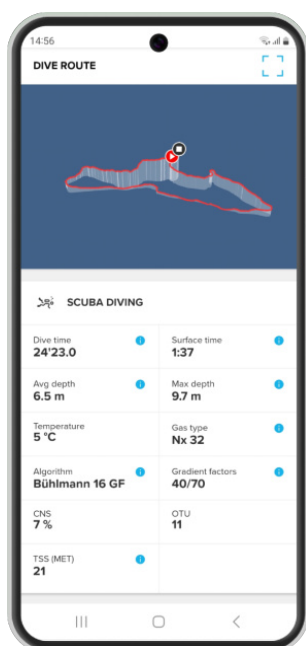 14:56
DIVE ROUTE
SCUBA DIVING
Dive time
24'23.0
Surface time
1:37
Avg depth
6.5 m
Max depth
9.7 m
Temperature
5 °C
Gas type
Nx 32
Algorithm
Bühlmann 16 GF
Gradient factors
40/70
CNS
7 %
OTU
11
TSS (MET)
21